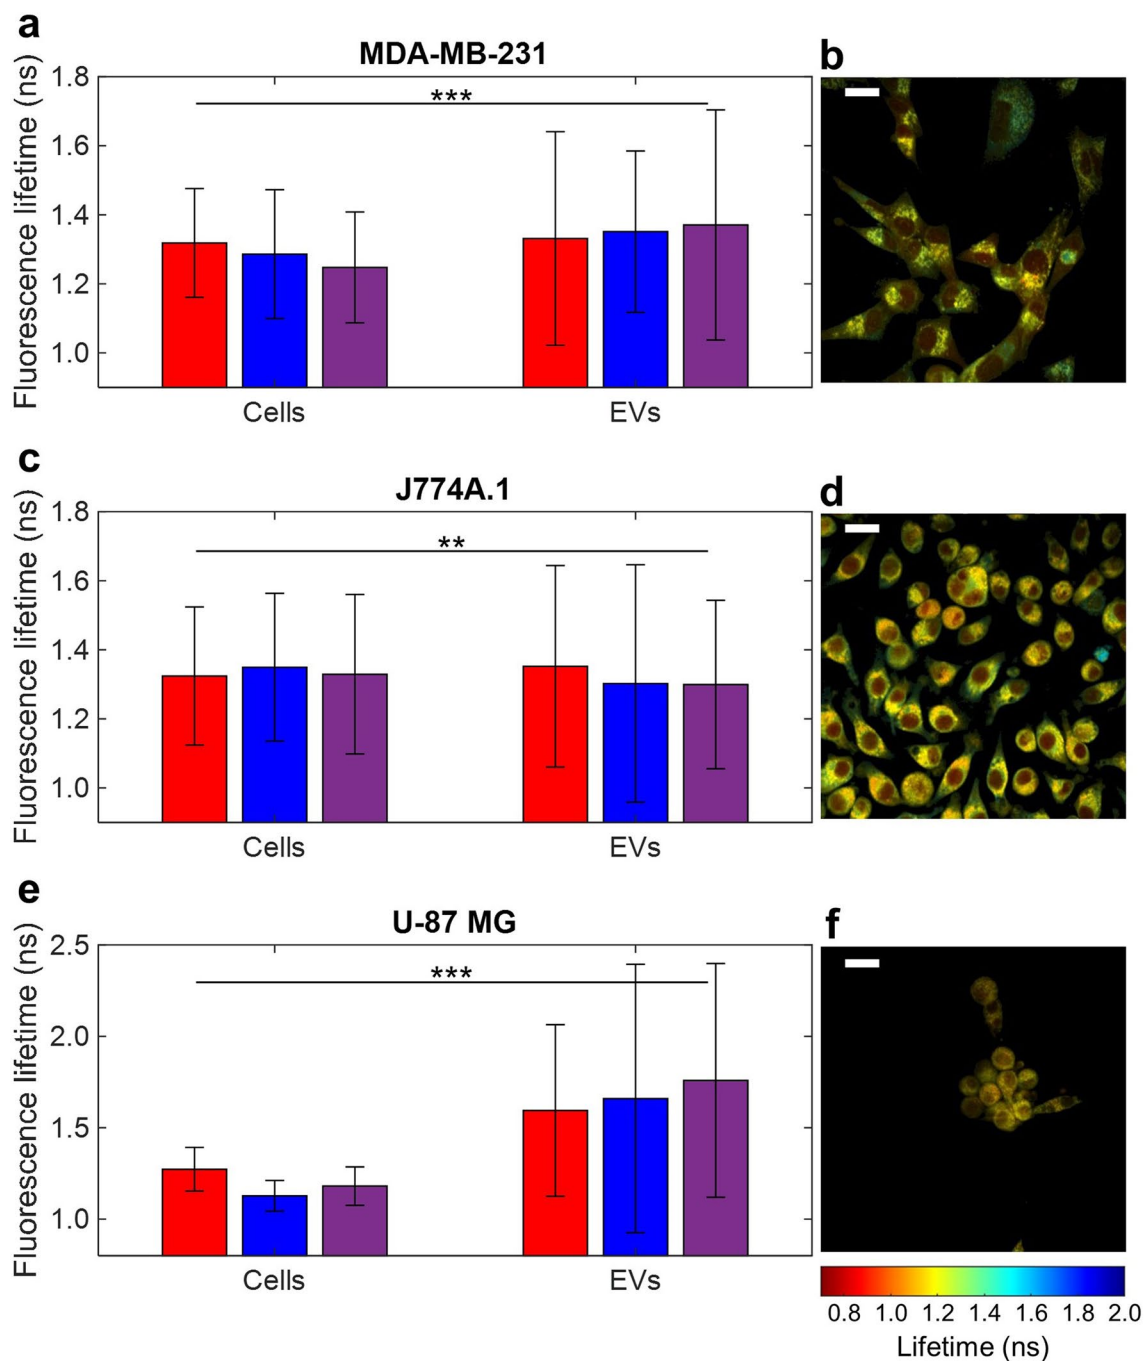 a
MDA-MB-231
b
Fluorescence lifetime (ns)
1.8
1.6
1.4
1.2
1.0
***
Cells
EVs
c
J774A.1
d
Fluorescence lifetime (ns)
1.8
1.6
1.4
1.2
1.0
**
Cells
EVs
e
U-87 MG
f
Fluorescence lifetime (ns)
2.5
2.0
1.5
1.0
***
Cells
EVs
0.8 1.0 1.2 1.4 1.6 1.8 2.0
Lifetime (ns)